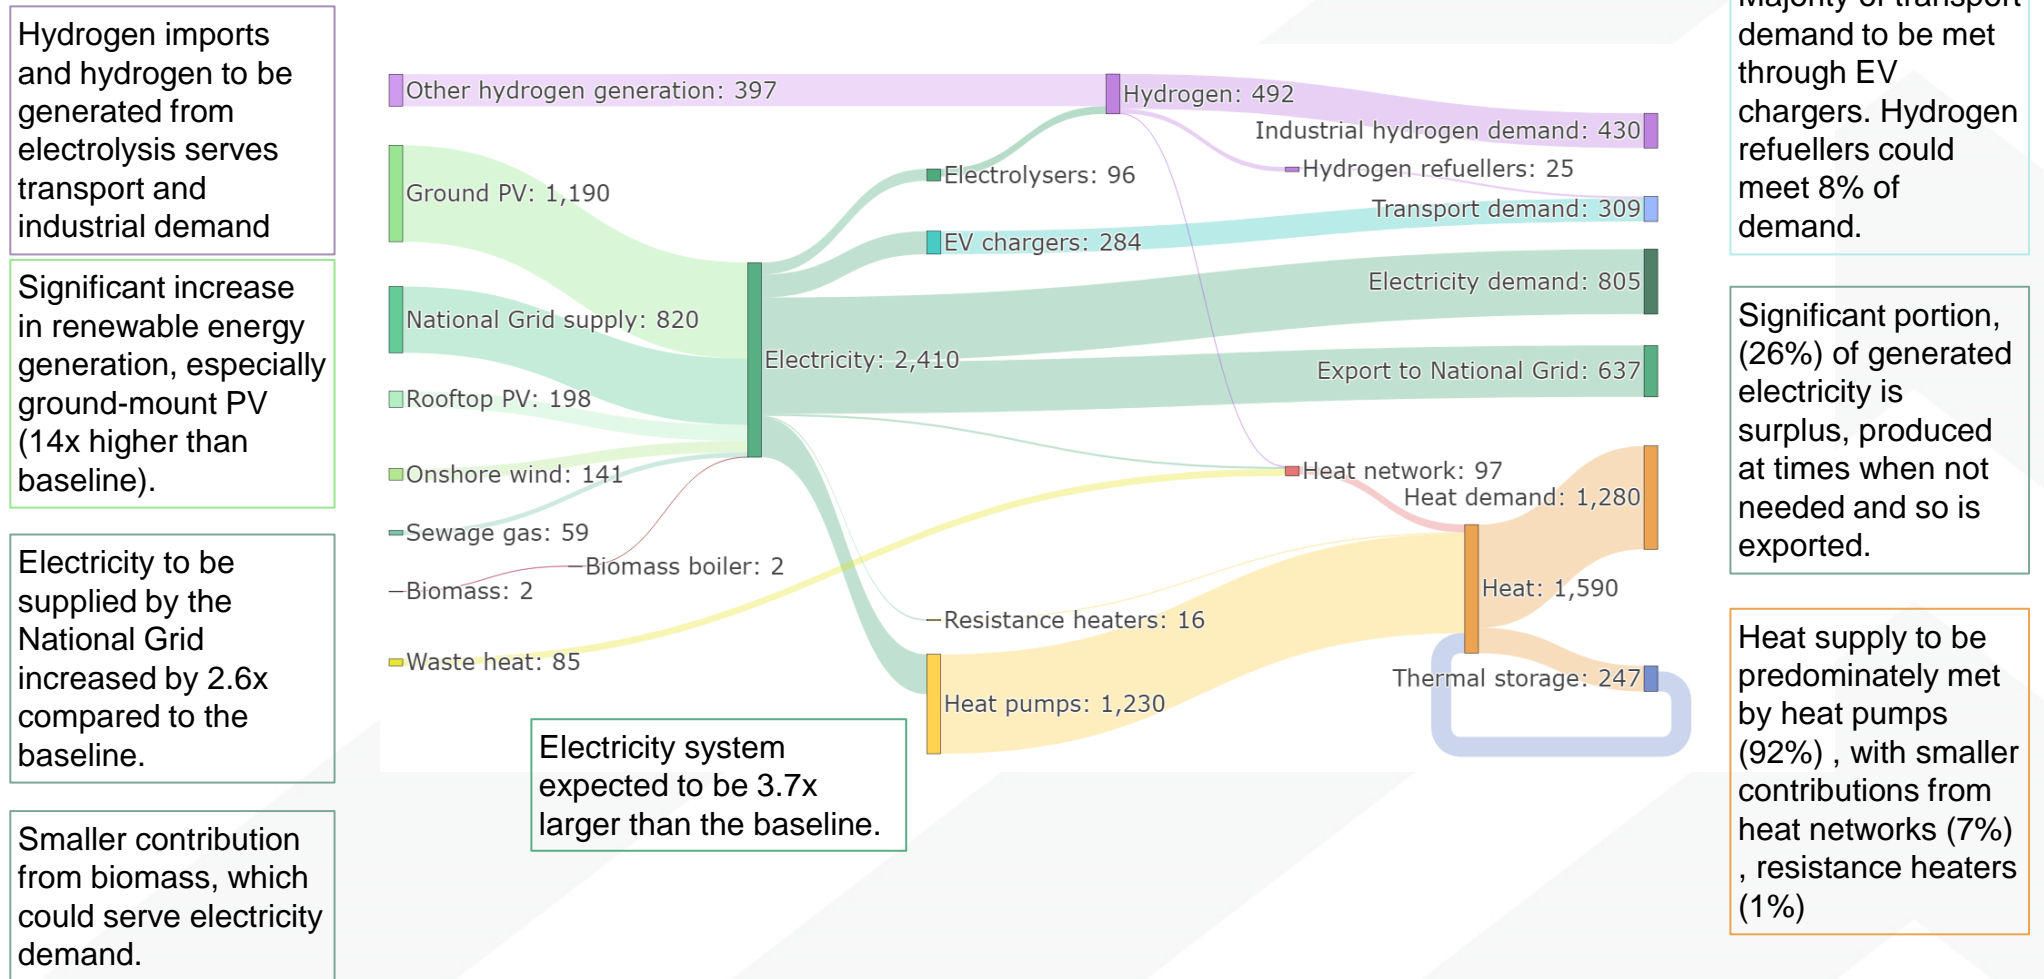 Hydrogen imports
and hydrogen to be
generated from
electrolysis serves
transport and
industrial demand
Significant increase
in renewable energy
generation, especially
ground-mount PV
(14x higher than
baseline).
Electricity to be
supplied by the
National Grid
increased by 2.6x
compared to the
baseline.
Smaller contribution
from biomass, which
could serve electricity
demand.
Other hydrogen generation: 397
Ground PV: 1,190
National Grid supply: 820
Rooftop PV: 198
Onshore wind: 141
Sewage gas: 59
Biomass: 2
Biomass boiler: 2
Waste heat: 85
Electricity: 2,410
Electrolysers: 96
EV chargers: 284
Resistance heaters: 16
Heat pumps: 1,230
Hydrogen: 492
Industrial hydrogen demand: 430
Hydrogen refuellers: 25
Transport demand: 309
Electricity demand: 805
Export to National Grid: 637
Heat network: 97
Heat demand: 1,280
Heat: 1,590
Thermal storage: 247
Electricity system
expected to be 3.7x
larger than the baseline.
Majority of transport
demand to be met
through EV
chargers. Hydrogen
refuellers could
meet 8% of
demand.
Significant portion,
(26%) of generated
electricity is
surplus, produced
at times when not
needed and so is
exported.
Heat supply to be
predominately met
by heat pumps
(92%) , with smaller
contributions from
heat networks (7%)
, resistance heaters
(1%)